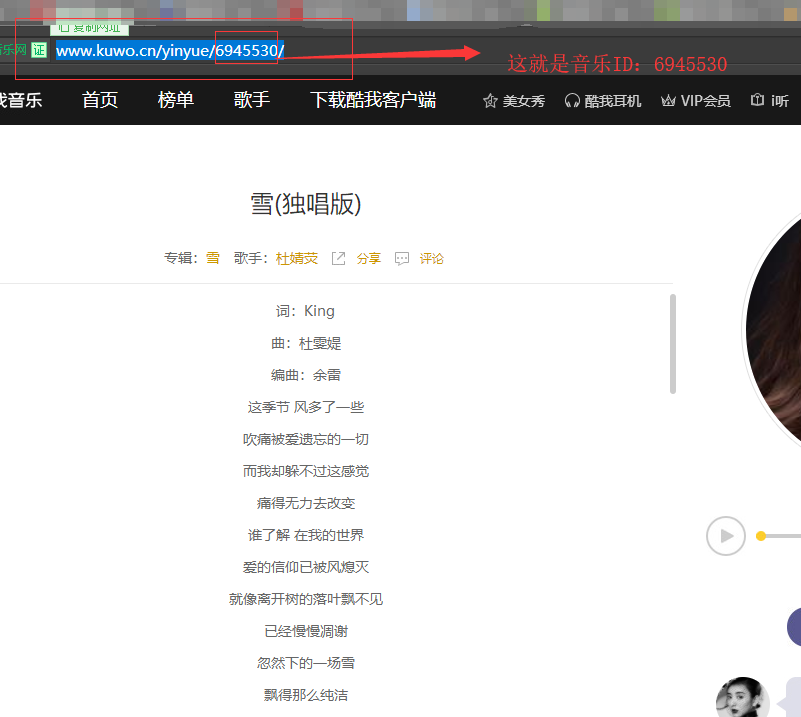 复制网址
音乐网 证 www.kuwo.cn/yinyue/6945530/
这就是音乐ID：6945530
我音乐 首页 榜单 歌手 下载酷我客户端 美女秀 酷我耳机 VIP会员 i听
雪(独唱版)
专辑：雪 歌手：杜婧荧 分享 评论
词：King
曲：杜雯媞
编曲：余雷
这季节 风多了一些
吹痛被爱遗忘的一切
而我却躲不过这感觉
痛得无力去改变
谁了解 在我的世界
爱的信仰已被风熄灭
就像离开树的落叶飘不见
已经慢慢凋谢
忽然下的一场雪
飘得那么纯洁